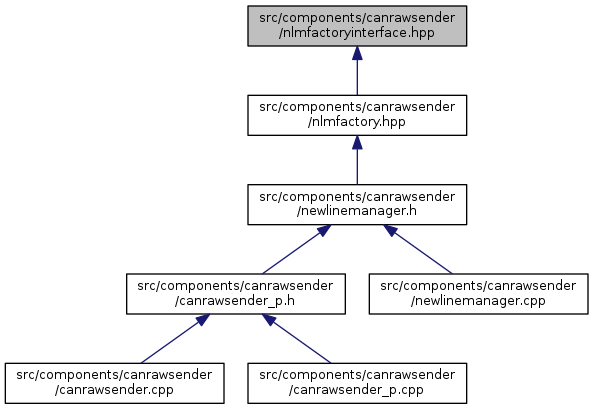 src/components/canrawsender
/nlmfactoryinterface.hpp
src/components/canrawsender
/nlmfactory.hpp
src/components/canrawsender
/newlinemanager.h
src/components/canrawsender
/canrawsender_p.h
src/components/canrawsender
/newlinemanager.cpp
src/components/canrawsender
/canrawsender.cpp
src/components/canrawsender
/canrawsender_p.cpp